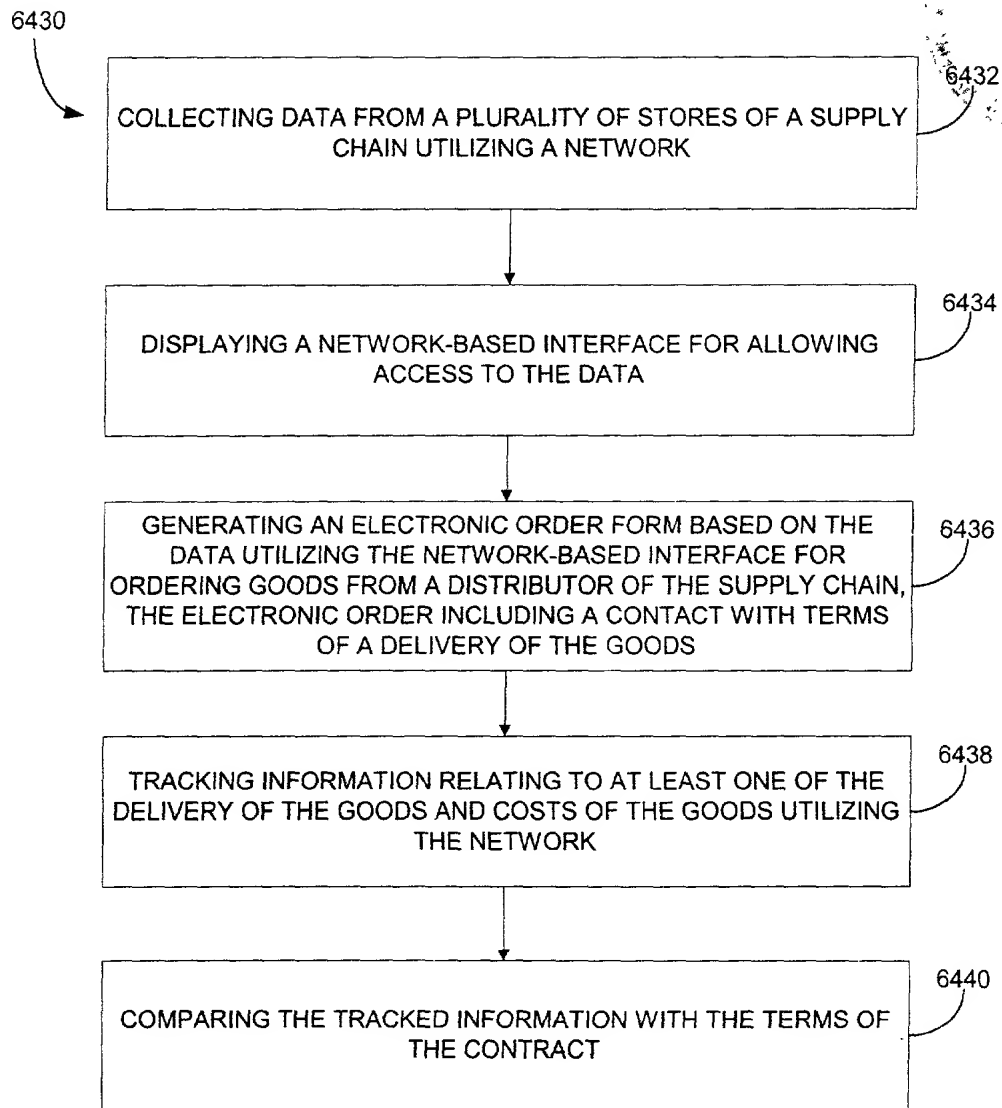 6430
6432
COLLECTING DATA FROM A PLURALITY OF STORES OF A SUPPLY
CHAIN UTILIZING A NETWORK
6434
DISPLAYING A NETWORK-BASED INTERFACE FOR ALLOWING
ACCESS TO THE DATA
6436
GENERATING AN ELECTRONIC ORDER FORM BASED ON THE
DATA UTILIZING THE NETWORK-BASED INTERFACE FOR
ORDERING GOODS FROM A DISTRIBUTOR OF THE SUPPLY CHAIN,
THE ELECTRONIC ORDER INCLUDING A CONTACT WITH TERMS
OF A DELIVERY OF THE GOODS
6438
TRACKING INFORMATION RELATING TO AT LEAST ONE OF THE
DELIVERY OF THE GOODS AND COSTS OF THE GOODS UTILIZING
THE NETWORK
6440
COMPARING THE TRACKED INFORMATION WITH THE TERMS OF
THE CONTRACT